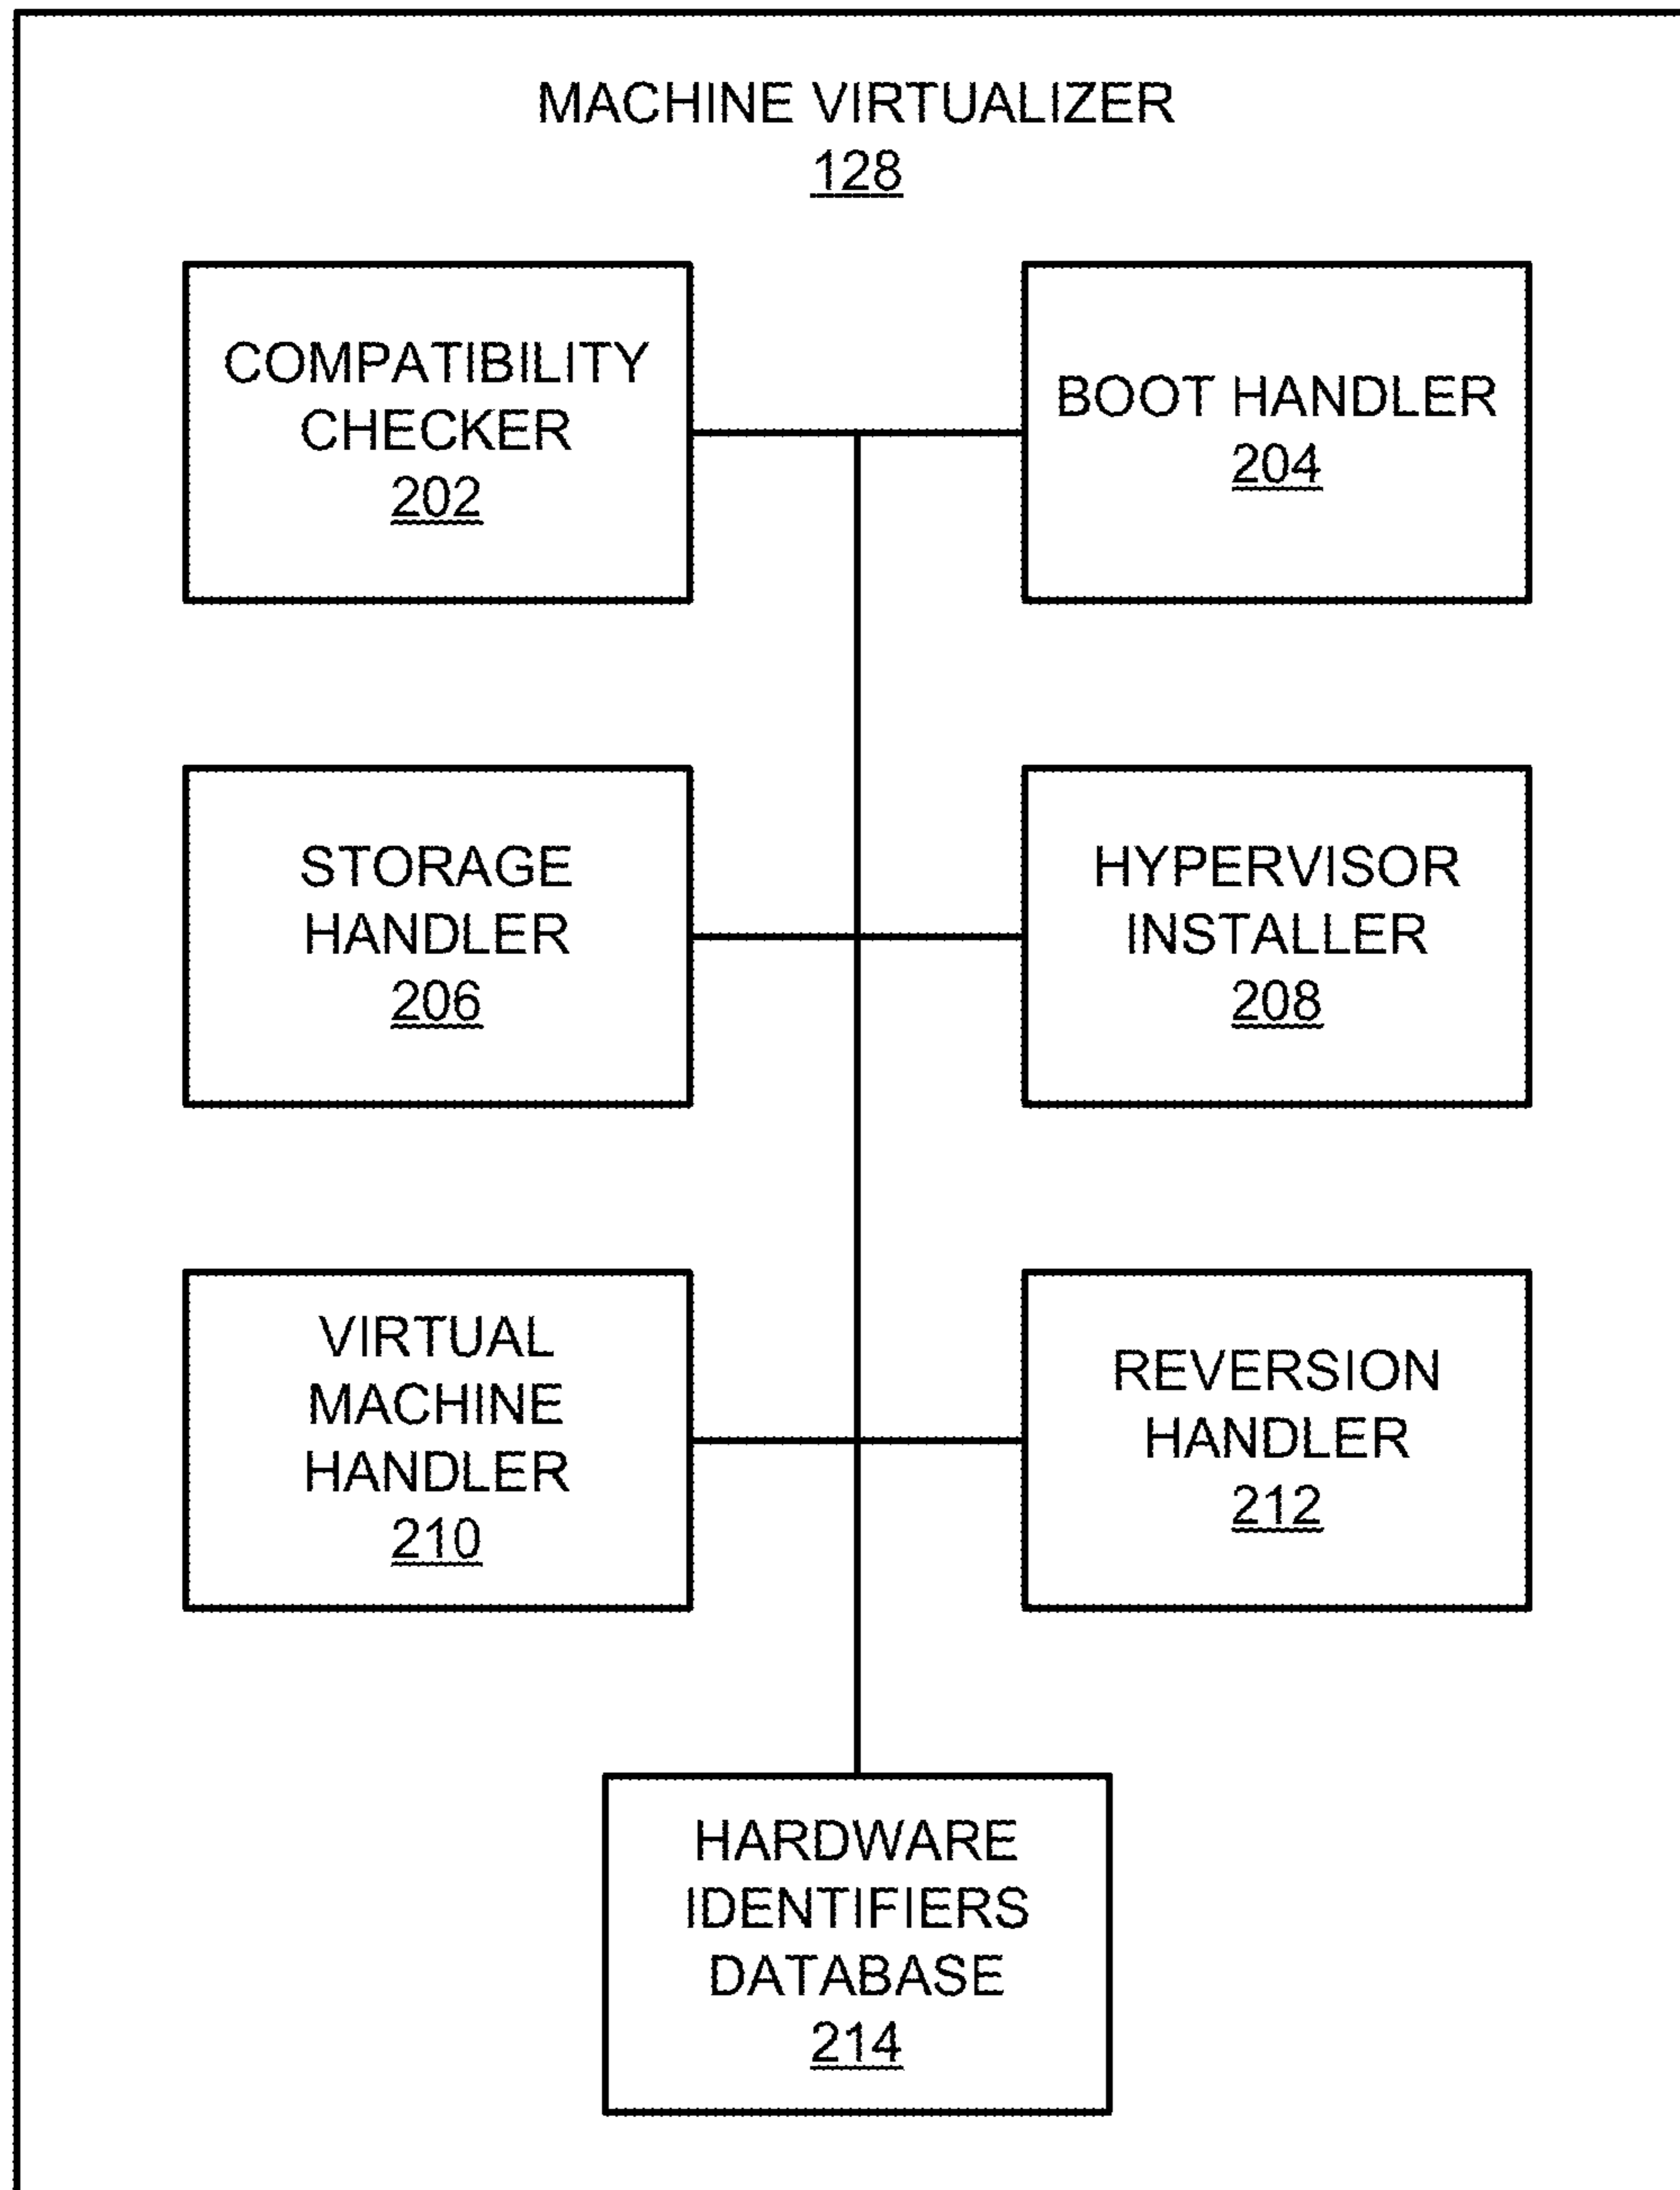 MACHINE VIRTUALIZER
128
COMPATIBILITY
CHECKER
202
BOOT HANDLER
204
STORAGE
HANDLER
206
HYPERVISOR
INSTALLER
208
VIRTUAL
MACHINE
HANDLER
210
REVERSION
HANDLER
212
HARDWARE
IDENTIFIERS
DATABASE
214